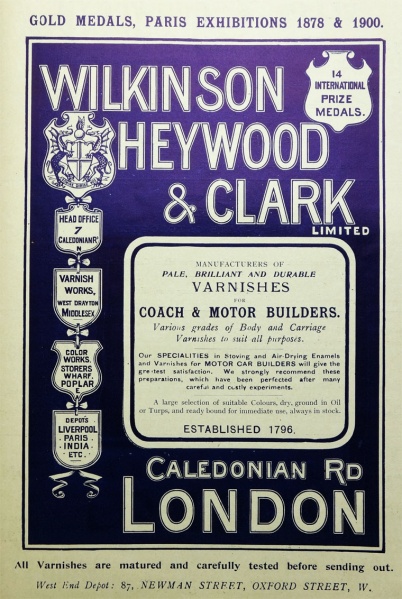 GOLD MEDALS, PARIS EXHIBITIONS 1878 & 1900.
WILKINSON
HEYWOOD
& CLARK
LIMITED
14
INTERNATIONAL
PRIZE
MEDALS.
HEAD OFFICE
7
CALEDONIAN Rd
N
VARNISH
WORKS,
WEST DRAYTON
MIDDLESEX
COLOR
WORKS.
STORERS
WHARF.
POPLAR
E
DEPOTS
LIVERPOOL
PARIS
INDIA
ETC.
MANUFACTURERS OF
PALE, BRILLIANT AND DURABLE
VARNISHES
FOR
COACH & MOTOR BUILDERS.
Various grades of Body and Carriage
Varnishes to suit all purposes.
Our SPECIALITIES in Stoving and Air-Drying Enamels
and Varnishes for MOTOR CAR BUILDERS will give the
greatest satisfaction. We strongly recommend these
preparations, which have been perfected after many
careful and costly experiments.
A large selection of suitable Colours, dry, ground in Oil
or Turps, and ready bound for immediate use, always in stock.
ESTABLISHED 1796.
CALEDONIAN RD
LONDON
All Varnishes are matured and carefully tested before sending out.
West End Depot: 87, NEWMAN STREET, OXFORD STREET, W.